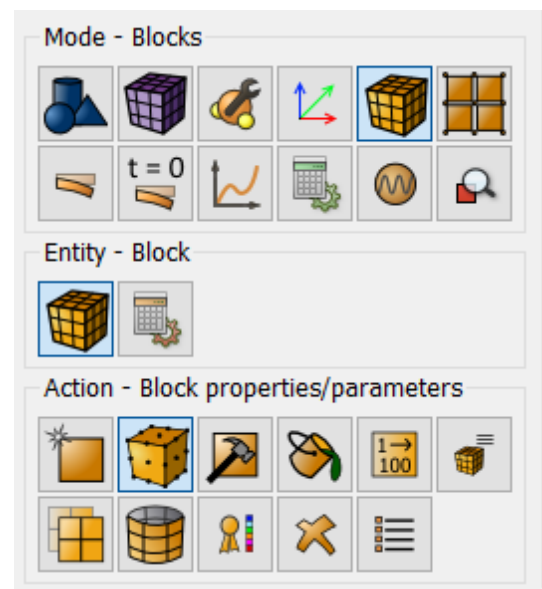 Mode - Blocks
t = 0
Entity - Block
Action - Block properties/parameters
1→
100